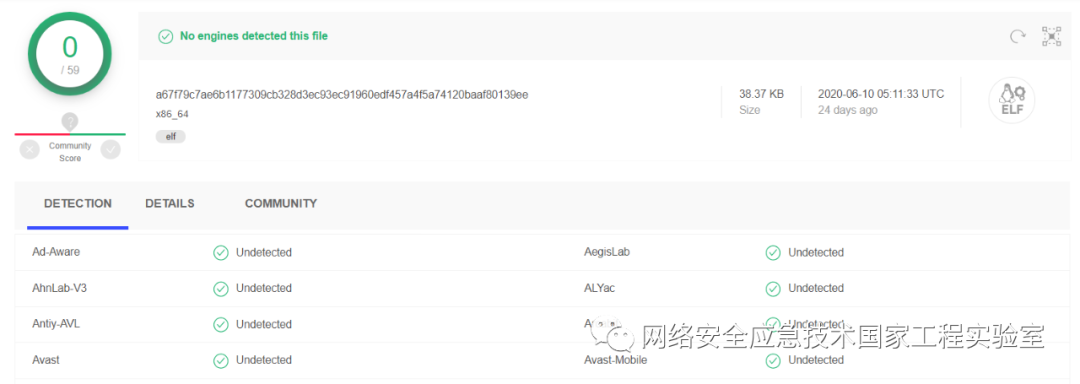 0
/ 59
Community
Score
No engines detected this file
a67f79c7ae6b1177309cb328d3ec93ec91960edf457a4f5a74120baaf80139ee
x86_64
elf
38.37 KB
Size
2020-06-10 05:11:33 UTC
24 days ago
ELF
DETECTION DETAILS COMMUNITY
Ad-Aware Undetected AegisLab Undetected
AhnLab-V3 Undetected ALYac Undetected
Antiy-AVL Undetected Undetected
Avast Undetected Avast-Mobile Undetected
网络安全应急技术国家工程实验室